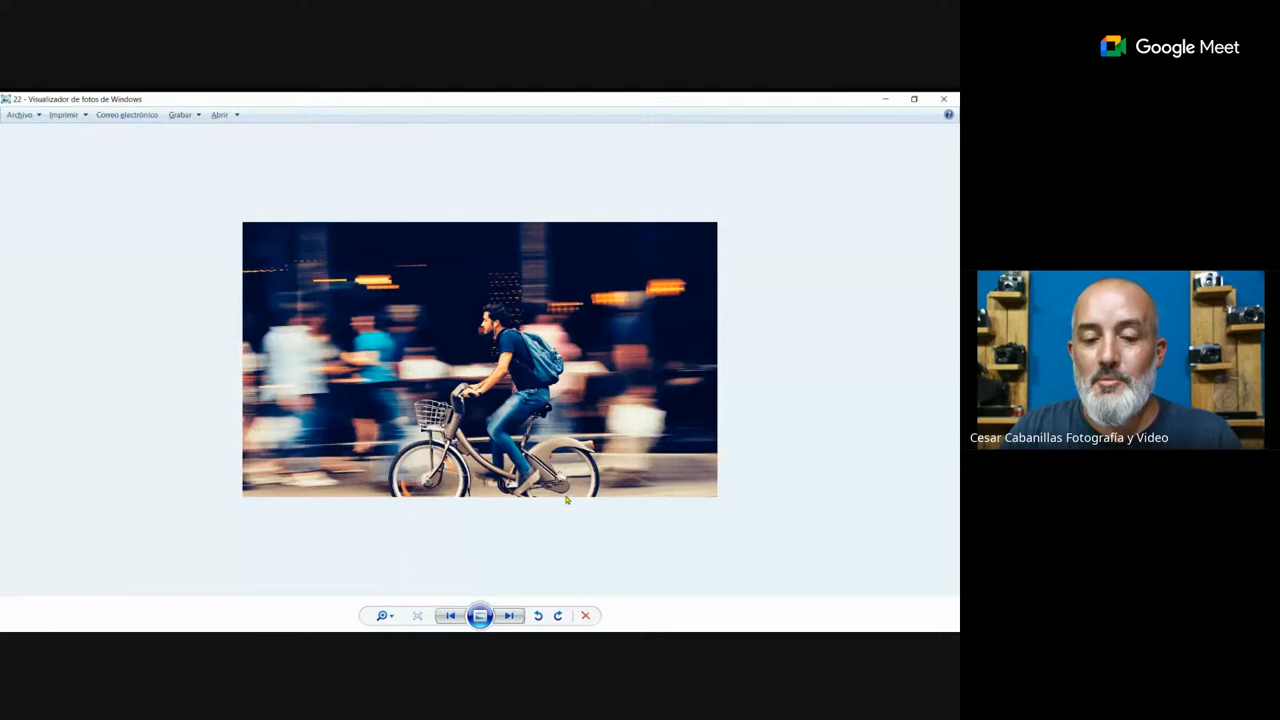 Google Meet
22 - Visualizador de fotos de Windows
Archivo Imprimir Correo electrónico Grabar Abrir
Cesar Cabanillas Fotografía y Video